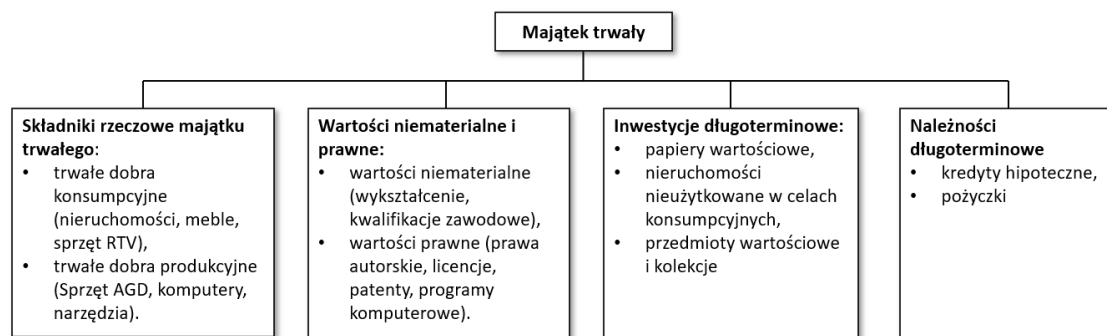 Majątek trwały
Składniki rzeczowe majątku
trwałego:
• trwałe dobra
konsumpcyjne
(nieruchomości, meble,
sprzęt RTV),
• trwałe dobra produkcyjne
(Sprzęt AGD, komputery,
narzędzia).
Wartości niematerialne i
prawne:
• wartości niematerialne
(wykształcenie,
kwalifikacje zawodowe),
• wartości prawne (prawa
autorskie, licencje,
patenty, programy
komputerowe).
Inwestycje długoterminowe:
• papiery wartościowe,
• nieruchomości
nieużytkowane w celach
konsumpcyjnych,
• przedmioty wartościowe
i kolekcje
Należności
długoterminowe
• kredyty hipoteczne,
• pożyczki